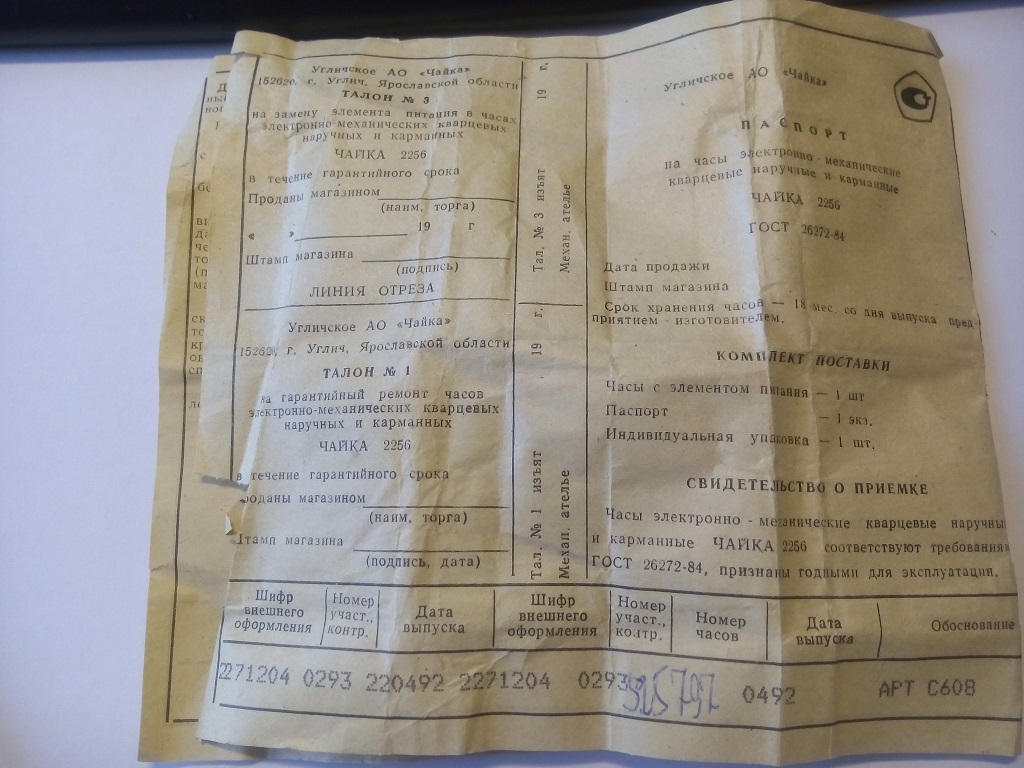 Угличское АО «Чайка»
152620, г. Углич, Ярославской области
ТАЛОН № 3
на замену элемента питания в часах
электронно-механических кварцевых
наручных и карманных
ЧАЙКА 2256
в течение гарантийного срока
Проданы магазином
(наим, торга)
« » 19 г
Штамп магазина
(подпись)
ЛИНИЯ ОТРЕЗА
Угличское АО «Чайка»
152620, г. Углич, Ярославской области
ТАЛОН № 1
на гарантийный ремонт часов
электронно-механических кварцевых
наручных и карманных
ЧАЙКА 2256
в течение гарантийного срока
роданы магазином
(наим, торга)
Штамп магазина
(подпись, дата)
Тал. № 3 изъят 19 г.
Механ. ателье
Тал. № 1 изъят 19 г.
Механ. ателье
Угличское АО «Чайка»
ПАСПОРТ
на часы электронно-механические
кварцевые наручные и карманные
ЧАЙКА 2256
ГОСТ 26272-84
Дата продажи
Штамп магазина
Срок хранения часов — 18 мес. со дня выпуска пред-
приятием - изготовителем.
КОМПЛЕКТ ПОСТАВКИ
Часы с элементом питания — 1 шт
Паспорт — 1 экз.
Индивидуальная упаковка — 1 шт.
СВИДЕТЕЛЬСТВО О ПРИЕМКЕ
Часы электронно - механические кварцевые наручны
и карманные ЧАЙКА 2256 соответствуют требования
ГОСТ 26272-84, признаны годными для эксплуатации.
Шифр внешнего оформления
Номер участ., контр.
Дата выпуска
Шифр внешнего оформления
Номер участ., контр.
Номер часов
Дата выпуска
Обоснование
2271204 0293 220492 2271204 0293 0492 АРТ С608